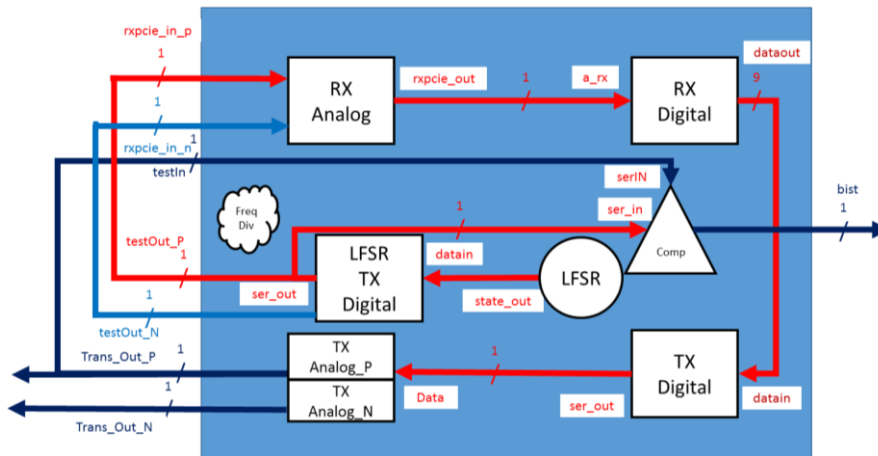 rxpcie_in_p
1
1
rxpcie_in_n
1
testIn
RX
Analog
rxpcie_out
1
a_rx
RX
Digital
dataout
9
serIN
ser_in
Comp
bist
1
Freq
Div
1
testOut_P
1
ser_out
LFSR
TX
Digital
datain
state_out
LFSR
1
testOut_N
Trans_Out_P
1
TX
Analog_P
TX
Analog_N
1
Data
ser_out
TX
Digital
datain
1
Trans_Out_N